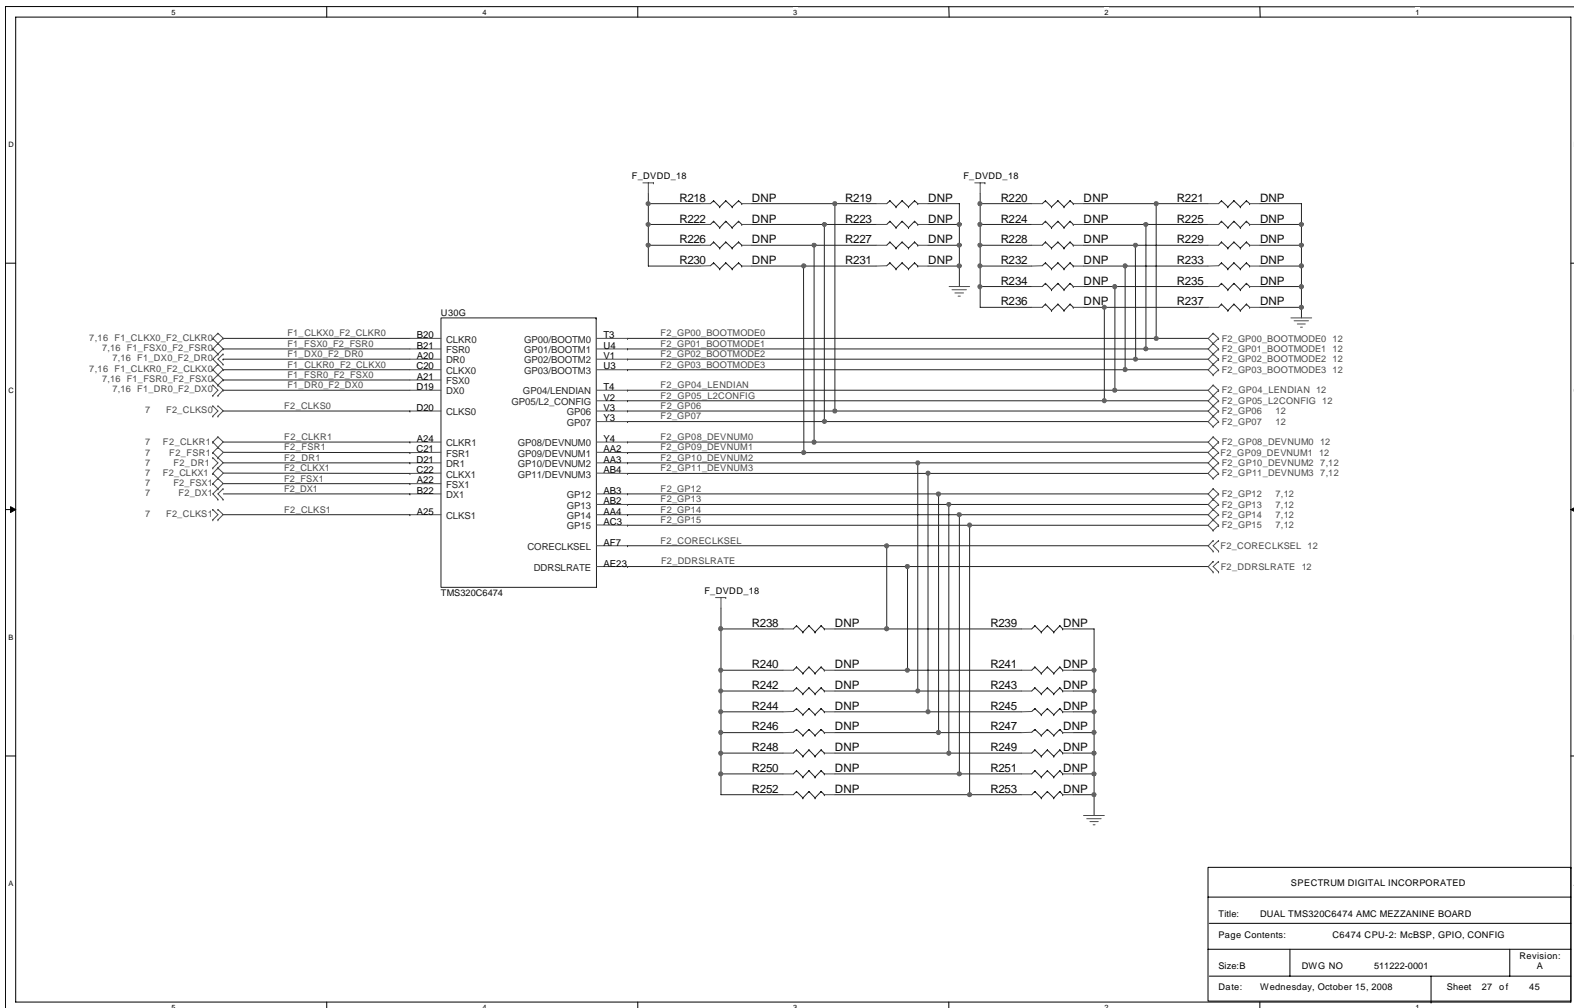 5 4 3 2 1
D
C
B
A
F_DVDD_18
R218 DNP R219 DNP
R222 DNP R223 DNP
R226 DNP R227 DNP
R230 DNP R231 DNP
F_DVDD_18
R220 DNP R221 DNP
R224 DNP R225 DNP
R228 DNP R229 DNP
R232 DNP R233 DNP
R234 DNP R235 DNP
R236 DNP R237 DNP
U30G
7,16 F1_CLKX0_F2_CLKR0 F1_CLKX0_F2_CLKR0 B20 CLKR0
7,16 F1_FSX0_F2_FSR0 F1_FSX0_F2_FSR0 B21 FSR0
7,16 F1_DX0_F2_DR0 F1_DX0_F2_DR0 A20 DR0
7,16 F1_CLKR0_F2_CLKX0 F1_CLKR0_F2_CLKX0 C20 CLKX0
7,16 F1_FSR0_F2_FSX0 F1_FSR0_F2_FSX0 A21 FSX0
7,16 F1_DR0_F2_DX0 F1_DR0_F2_DX0 D19 DX0
7 F2_CLKS0 F2_CLKS0 D20 CLKS0
7 F2_CLKR1 F2_CLKR1 A24 CLKR1
7 F2_FSR1 F2_FSR1 C21 FSR1
7 F2_DR1 F2_DR1 D21 DR1
7 F2_CLKX1 F2_CLKX1 C22 CLKX1
7 F2_FSX1 F2_FSX1 A22 FSX1
7 F2_DX1 F2_DX1 B22 DX1
7 F2_CLKS1 F2_CLKS1 A25 CLKS1
GP00/BOOTM0 T3 F2_GP00_BOOTMODE0 F2_GP00_BOOTMODE0 12
GP01/BOOTM1 U4 F2_GP01_BOOTMODE1 F2_GP01_BOOTMODE1 12
GP02/BOOTM2 V1 F2_GP02_BOOTMODE2 F2_GP02_BOOTMODE2 12
GP03/BOOTM3 U3 F2_GP03_BOOTMODE3 F2_GP03_BOOTMODE3 12
GP04/LENDIAN T4 F2_GP04_LENDIAN F2_GP04_LENDIAN 12
GP05/L2_CONFIG V2 F2_GP05_L2CONFIG F2_GP05_L2CONFIG 12
GP06 V3 F2_GP06 F2_GP06 12
GP07 Y3 F2_GP07 F2_GP07 12
GP08/DEVNUM0 Y4 F2_GP08_DEVNUM0 F2_GP08_DEVNUM0 12
GP09/DEVNUM1 AA2 F2_GP09_DEVNUM1 F2_GP09_DEVNUM1 12
GP10/DEVNUM2 AA3 F2_GP10_DEVNUM2 F2_GP10_DEVNUM2 7,12
GP11/DEVNUM3 AB4 F2_GP11_DEVNUM3 F2_GP11_DEVNUM3 7,12
GP12 AB3 F2_GP12 F2_GP12 7,12
GP13 AB2 F2_GP13 F2_GP13 7,12
GP14 AA4 F2_GP14 F2_GP14 7,12
GP15 AC3 F2_GP15 F2_GP15 7,12
CORECLKSEL AF7 F2_CORECLKSEL F2_CORECLKSEL 12
DDRSLRATE AE23 F2_DDRSLRATE F2_DDRSLRATE 12
TMS320C6474
F_DVDD_18
R238 DNP R239 DNP
R240 DNP R241 DNP
R242 DNP R243 DNP
R244 DNP R245 DNP
R246 DNP R247 DNP
R248 DNP R249 DNP
R250 DNP R251 DNP
R252 DNP R253 DNP
SPECTRUM DIGITAL INCORPORATED
Title: DUAL TMS320C6474 AMC MEZZANINE BOARD
Page Contents: C6474 CPU-2: McBSP, GPIO, CONFIG
Size:B DWG NO 511222-0001 Revision: A
Date: Wednesday, October 15, 2008 Sheet 27 of 45
5 4 3 2 1